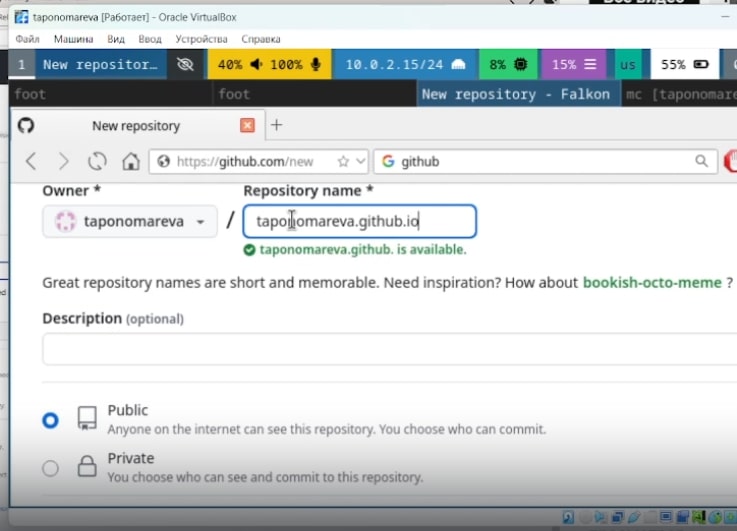 taponomareva [Работает] - Oracle VirtualBox
Файл Машина Вид Ввод Устройства Справка
1 New repositor… 40% 100% 10.0.2.15/24 8% 15% us 55%
foot foot New repository - Falkon mc [taponomare
New repository
https://github.com/new github
Owner * Repository name *
taponomareva / taponomareva.github.io
taponomareva.github. is available.
Great repository names are short and memorable. Need inspiration? How about bookish-octo-meme ?
Description (optional)
Public
Anyone on the internet can see this repository. You choose who can commit.
Private
You choose who can see and commit to this repository.